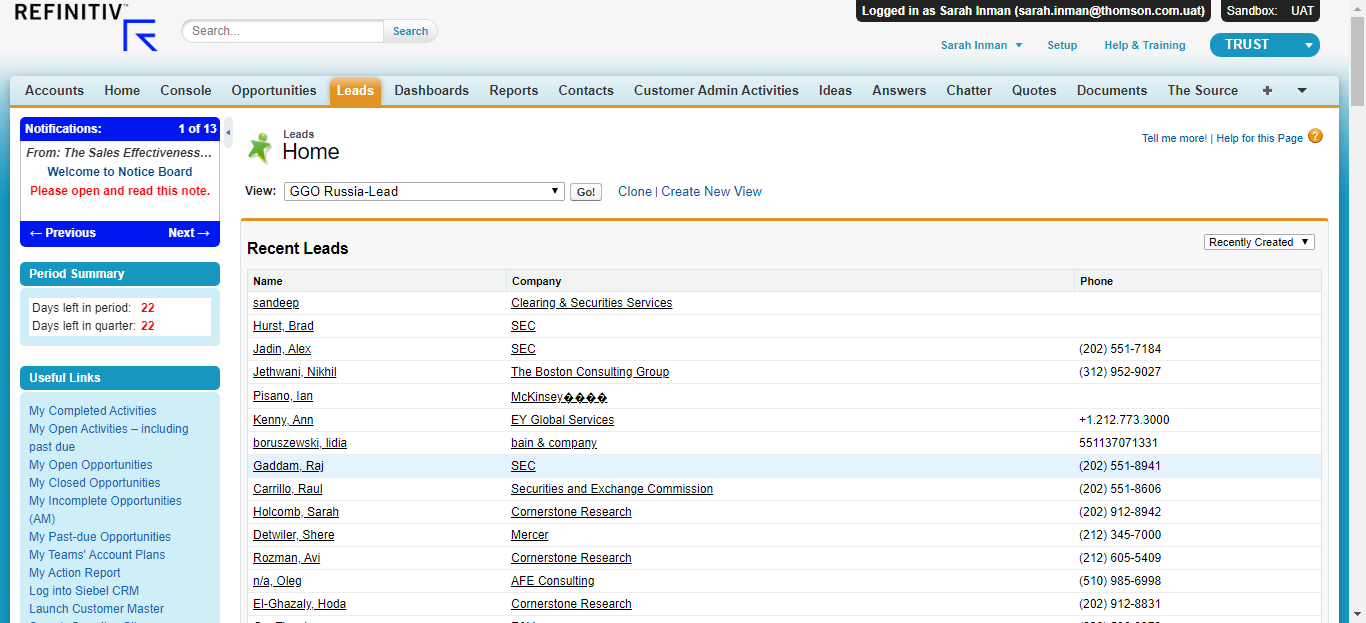 REFINITIV™
Search...
Search
Logged in as Sarah Inman (sarah.inman@thomson.com.uat)
Sandbox: UAT
Sarah Inman ▼ Setup Help & Training TRUST
Accounts Home Console Opportunities Leads Dashboards Reports Contacts Customer Admin Activities Ideas Answers Chatter Quotes Documents The Source +
Notifications: 1 of 13
From: The Sales Effectiveness...
Welcome to Notice Board
Please open and read this note.
← Previous Next →
Period Summary
Days left in period: 22
Days left in quarter: 22
Useful Links
My Completed Activities
My Open Activities – including
past due
My Open Opportunities
My Closed Opportunities
My Incomplete Opportunities
(AM)
My Past-due Opportunities
My Teams' Account Plans
My Action Report
Log into Siebel CRM
Launch Customer Master
Leads
Home
Tell me more! | Help for this Page ?
View: GGO Russia-Lead Go! Clone | Create New View
Recent Leads
Recently Created
Name Company Phone
sandeep Clearing & Securities Services
Hurst, Brad SEC
Jadin, Alex SEC (202) 551-7184
Jethwani, Nikhil The Boston Consulting Group (312) 952-9027
Pisano, Ian McKinsey����
Kenny, Ann EY Global Services +1.212.773.3000
boruszewski, lidia bain & company 551137071331
Gaddam, Raj SEC (202) 551-8941
Carrillo, Raul Securities and Exchange Commission (202) 551-8606
Holcomb, Sarah Cornerstone Research (202) 912-8942
Detwiler, Shere Mercer (212) 345-7000
Rozman, Avi Cornerstone Research (212) 605-5409
n/a, Oleg AFE Consulting (510) 985-6998
El-Ghazaly, Hoda Cornerstone Research (202) 912-8831